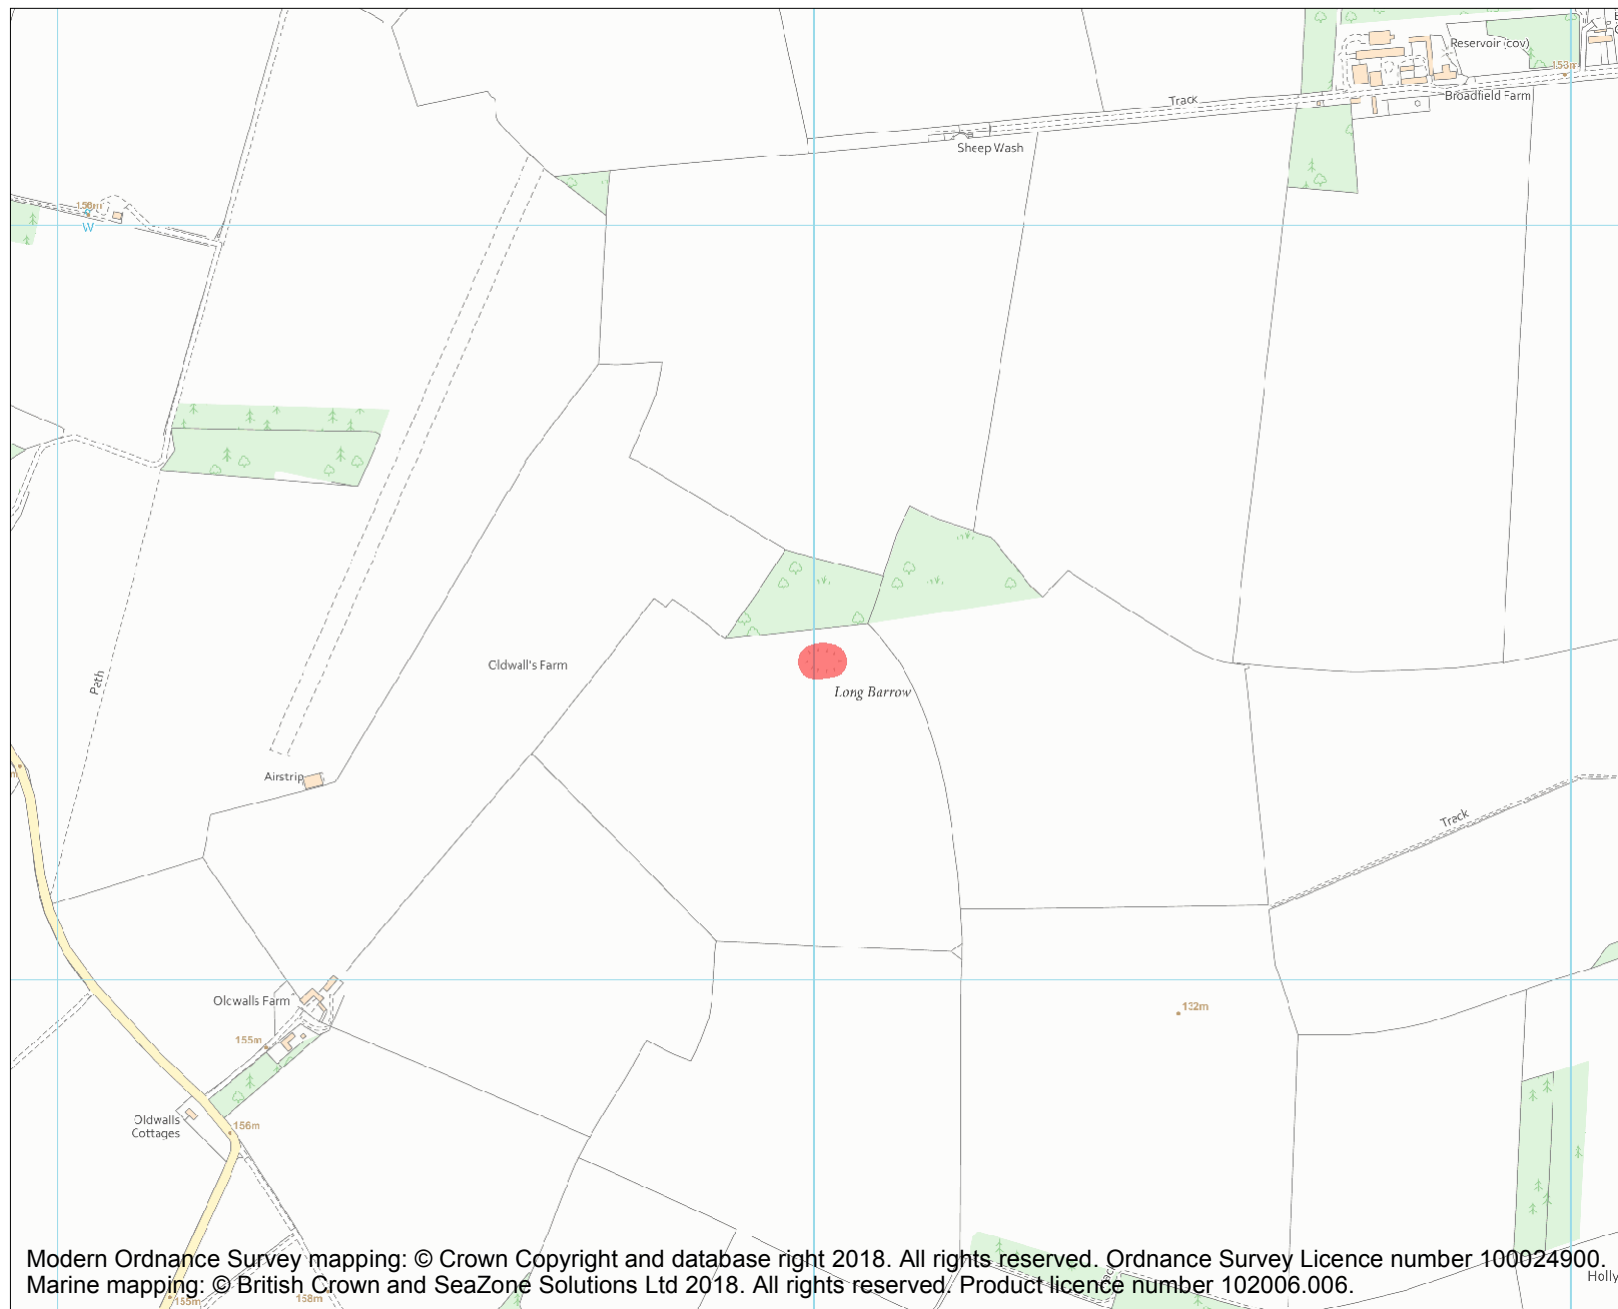 Reservoir (cov)
153m
Broadfield Farm
Track
Sheep Wash
W
Path
Oldwall's Farm
Long Barrow
Airstrip
Track
Olcwalls Farm
132m
155m
Oldwalls
Cottages
156m
Modern Ordnance Survey mapping: © Crown Copyright and database right 2018. All rights reserved. Ordnance Survey Licence number 100024900.
Marine mapping: © British Crown and SeaZone Solutions Ltd 2018. All rights reserved. Product licence number 102006.006.
Holly
155m
158m